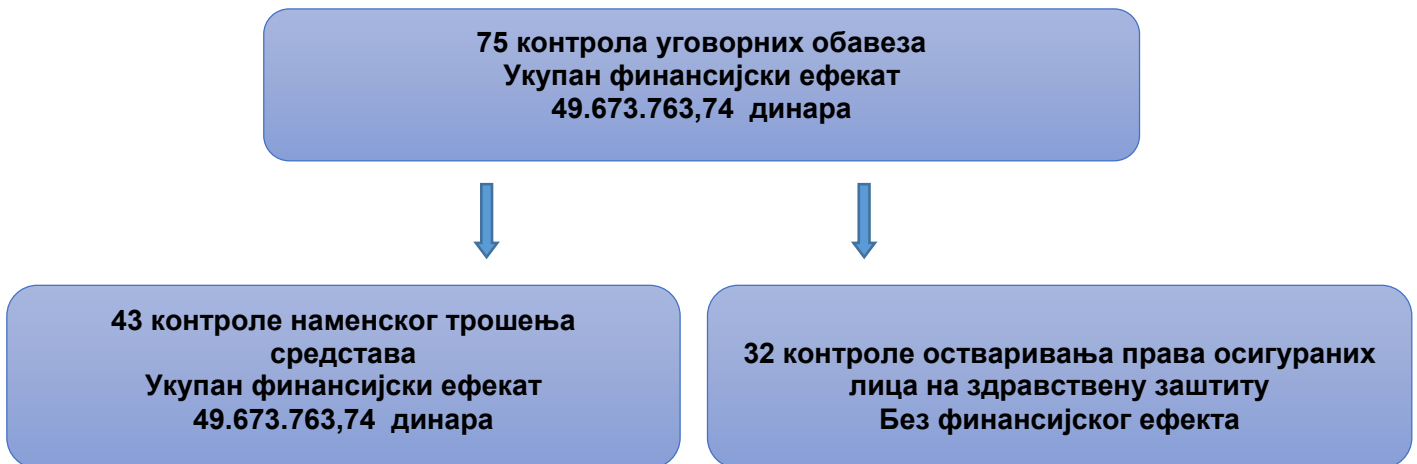 75 контрола уговорних обавеза
Укупан финансијски ефекат
49.673.763,74 динара
43 контроле наменског трошења
средстава
Укупан финансијски ефекат
49.673.763,74 динара
32 контроле остваривања права осигураних
лица на здравствену заштиту
Без финансијског ефекта